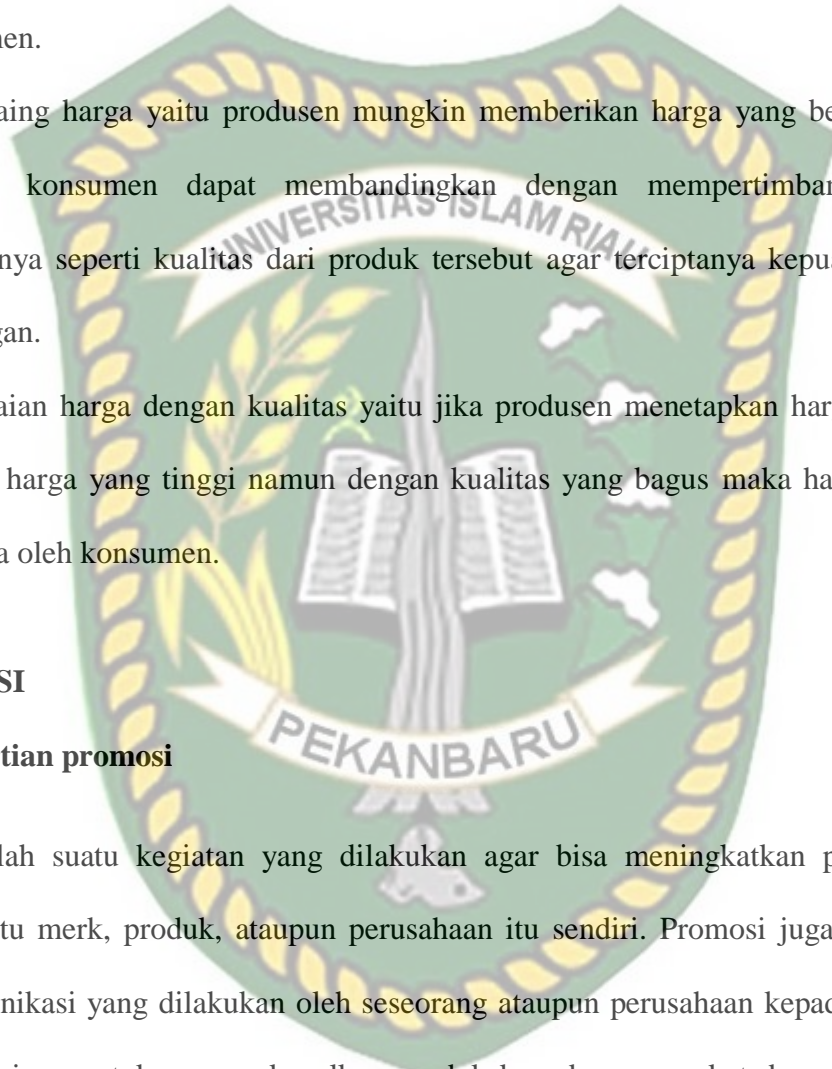 men.
aing harga yaitu produsen mungkin memberikan harga yang be
konsumen dapat membandingkan dengan mempertimban
nya seperti kualitas dari produk tersebut agar terciptanya kepua
gan.
aian harga dengan kualitas yaitu jika produsen menetapkan har
harga yang tinggi namun dengan kualitas yang bagus maka ha
a oleh konsumen.
SI
tian promosi
lah suatu kegiatan yang dilakukan agar bisa meningkatkan p
tu merk, produk, ataupun perusahaan itu sendiri. Promosi juga
nikasi yang dilakukan oleh seseorang ataupun perusahaan kepad
UNIVERSITAS ISLAM RIAU
PEKANBARU